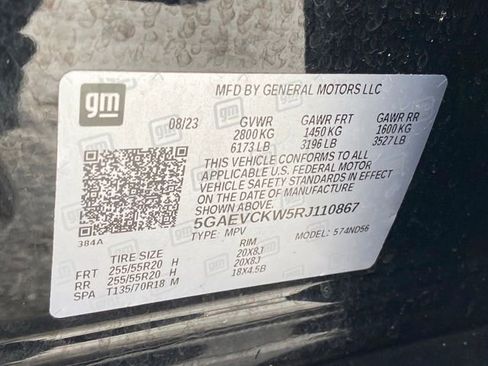 gm
MFD BY GENERAL MOTORS LLC
08/23 GVWR GAWR FRT GAWR RR
2800 KG 1450 KG 1600 KG
6173 LB 3196 LB 3527 LB
THIS VEHICLE CONFORMS TO ALL
APPLICABLE U.S. FEDERAL MOTOR
VEHICLE SAFETY STANDARDS IN
EFFECT ON THE DATE OF
MANUFACTURE SHOWN ABOVE.
5GAEVCKW5RJ110867
384A TYPE: MPV MODEL: 574ND56
TIRE SIZE RIM
FRT 255/55R20 H 20X8J
RR 255/55R20 H 20X8J
SPA T135/70R18 M 18X4.5B